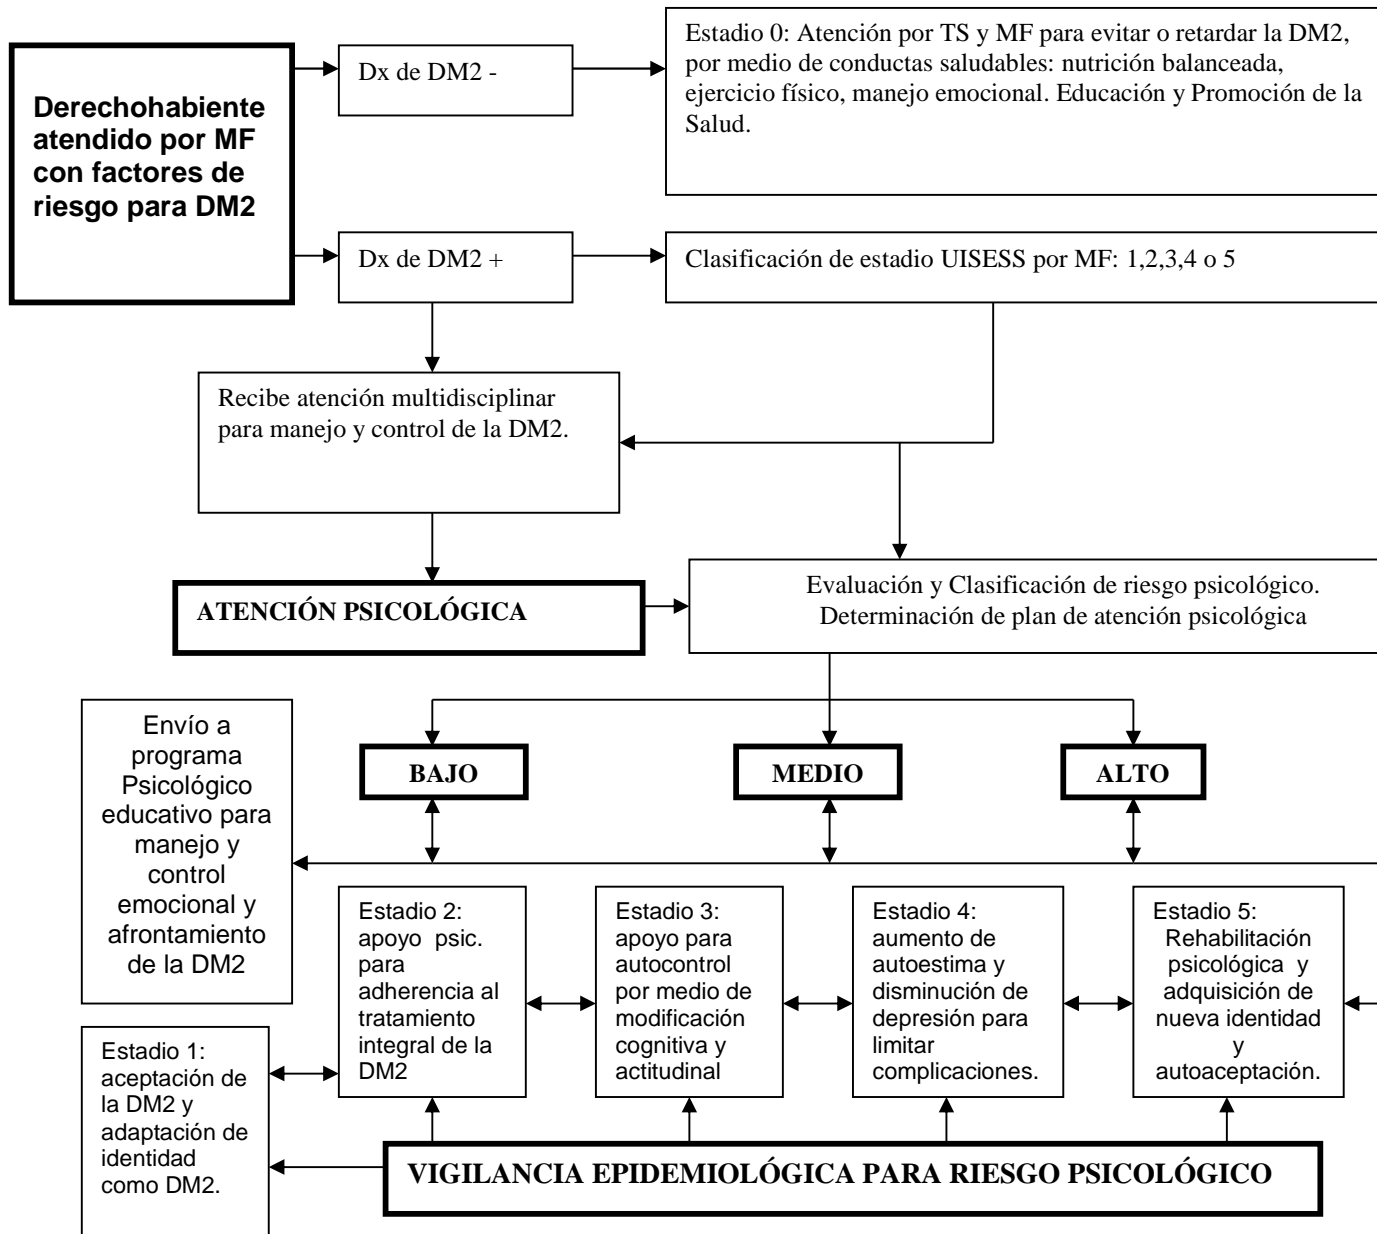 Derechohabiente
atendido por MF
con factores de
riesgo para DM2
Dx de DM2 -
Estadio 0: Atención por TS y MF para evitar o retardar la DM2,
por medio de conductas saludables: nutrición balanceada,
ejercicio físico, manejo emocional. Educación y Promoción de la
Salud.
Dx de DM2 +
Clasificación de estadio UISESS por MF: 1,2,3,4 o 5
Recibe atención multidisciplinar
para manejo y control de la DM2.
ATENCIÓN PSICOLÓGICA
Evaluación y Clasificación de riesgo psicológico.
Determinación de plan de atención psicológica
BAJO
MEDIO
ALTO
Envío a
programa
Psicológico
educativo para
manejo y
control
emocional y
afrontamiento
de la DM2
Estadio 1:
aceptación de
la DM2 y
adaptación de
identidad
como DM2.
Estadio 2:
apoyo psic.
para
adherencia al
tratamiento
integral de la
DM2
Estadio 3:
apoyo para
autocontrol
por medio de
modificación
cognitiva y
actitudinal
Estadio 4:
aumento de
autoestima y
disminución de
depresión para
limitar
complicaciones.
Estadio 5:
Rehabilitación
psicológica y
adquisición de
nueva identidad
y
autoaceptación.
VIGILANCIA EPIDEMIOLÓGICA PARA RIESGO PSICOLÓGICO